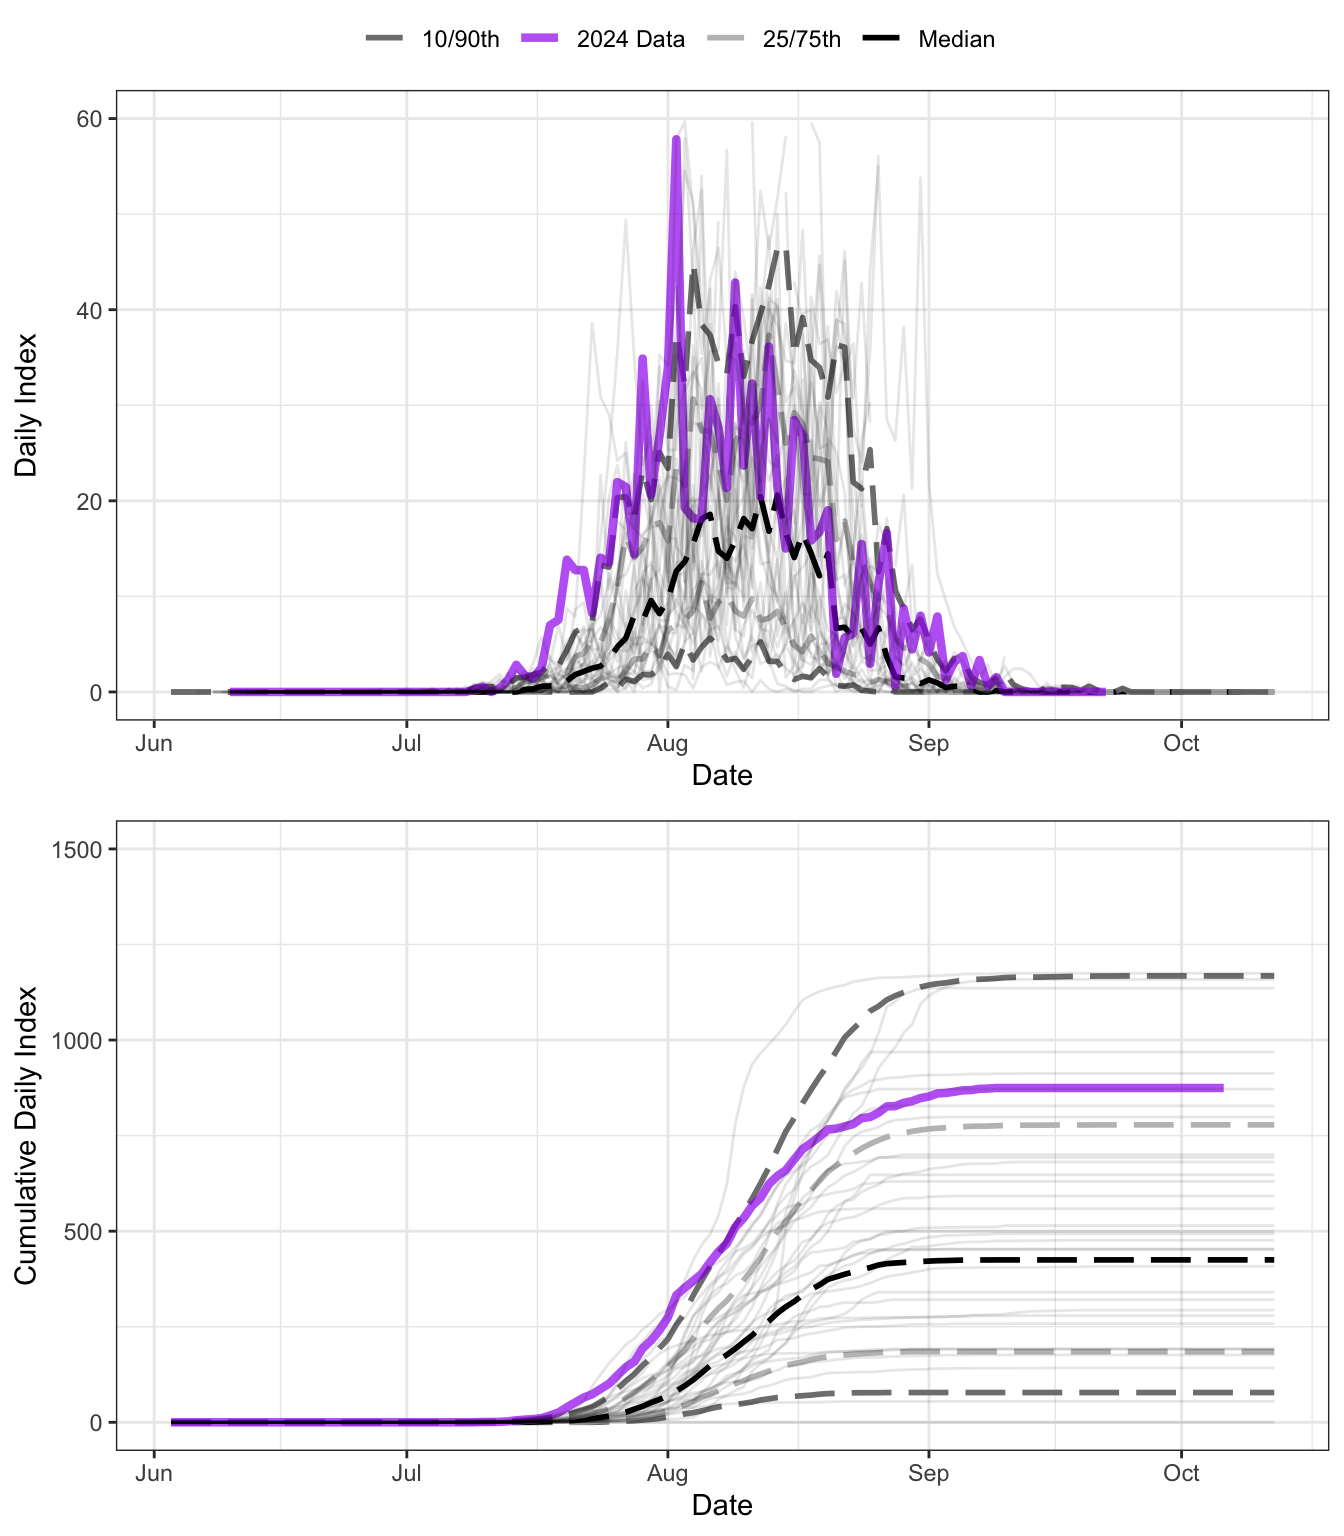 10/90th 2024 Data 25/75th Median
60
40
20
0
Daily Index
Jun Jul Aug Sep Oct
Date
1500
1000
500
0
Cumulative Daily Index
Jun Jul Aug Sep Oct
Date